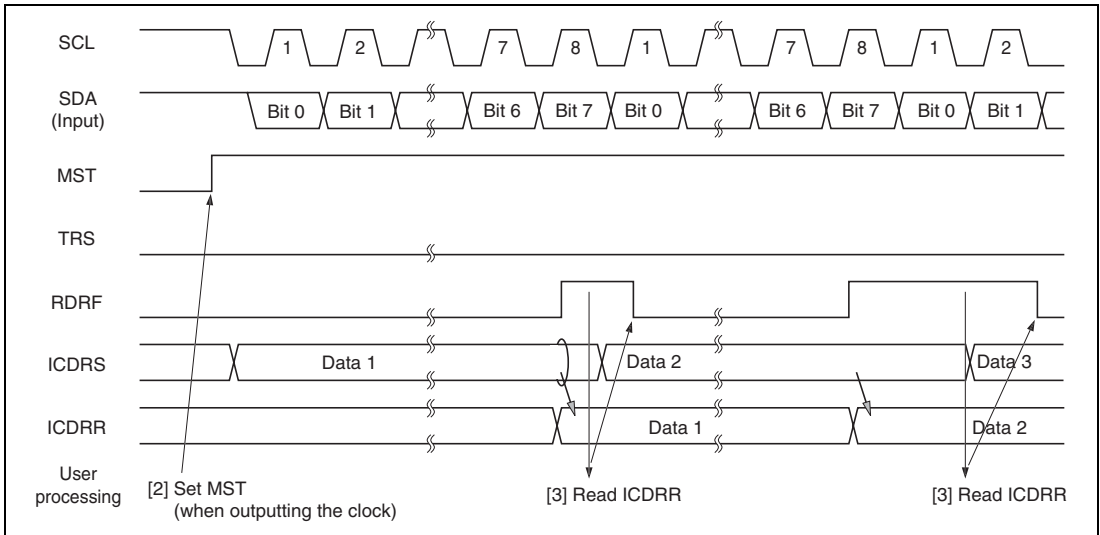 SCL 1 2 7 8 1 7 8 1 2
SDA
(Input) Bit 0 Bit 1 Bit 6 Bit 7 Bit 0 Bit 6 Bit 7 Bit 0 Bit 1
MST
TRS
RDRF
ICDRS Data 1 Data 2 Data 3
ICDRR Data 1 Data 2
User
processing
[2] Set MST
(when outputting the clock)
[3] Read ICDRR
[3] Read ICDRR